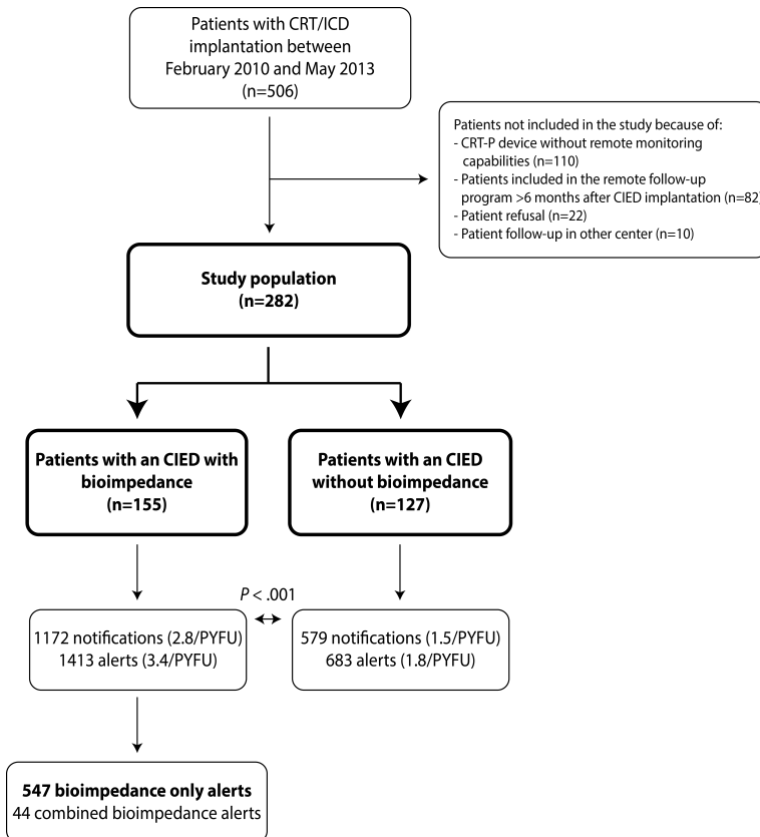 Patients with CRT/ICD
implantation between
February 2010 and May 2013
(n=506)
Patients not included in the study because of:
- CRT-P device without remote monitoring
capabilities (n=110)
- Patients included in the remote follow-up
program >6 months after CIED implantation (n=82)
- Patient refusal (n=22)
- Patient follow-up in other center (n=10)
Study population
(n=282)
Patients with an CIED with
bioimpedance
(n=155)
Patients with an CIED
without bioimpedance
(n=127)
P < .001
1172 notifications (2.8/PYFU)
1413 alerts (3.4/PYFU)
579 notifications (1.5/PYFU)
683 alerts (1.8/PYFU)
547 bioimpedance only alerts
44 combined bioimpedance alerts